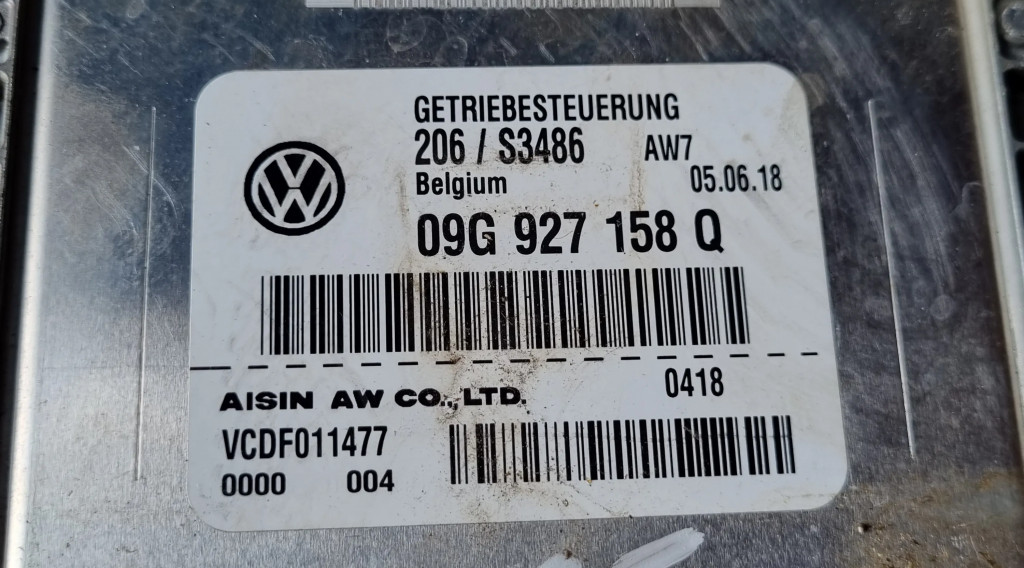 GETRIEBESTEUERUNG
206 / S3486 AW7
Belgium 05.06.18
09G 927 158 Q
AISIN AW CO., LTD. 0418
VCDF011477
0000 004